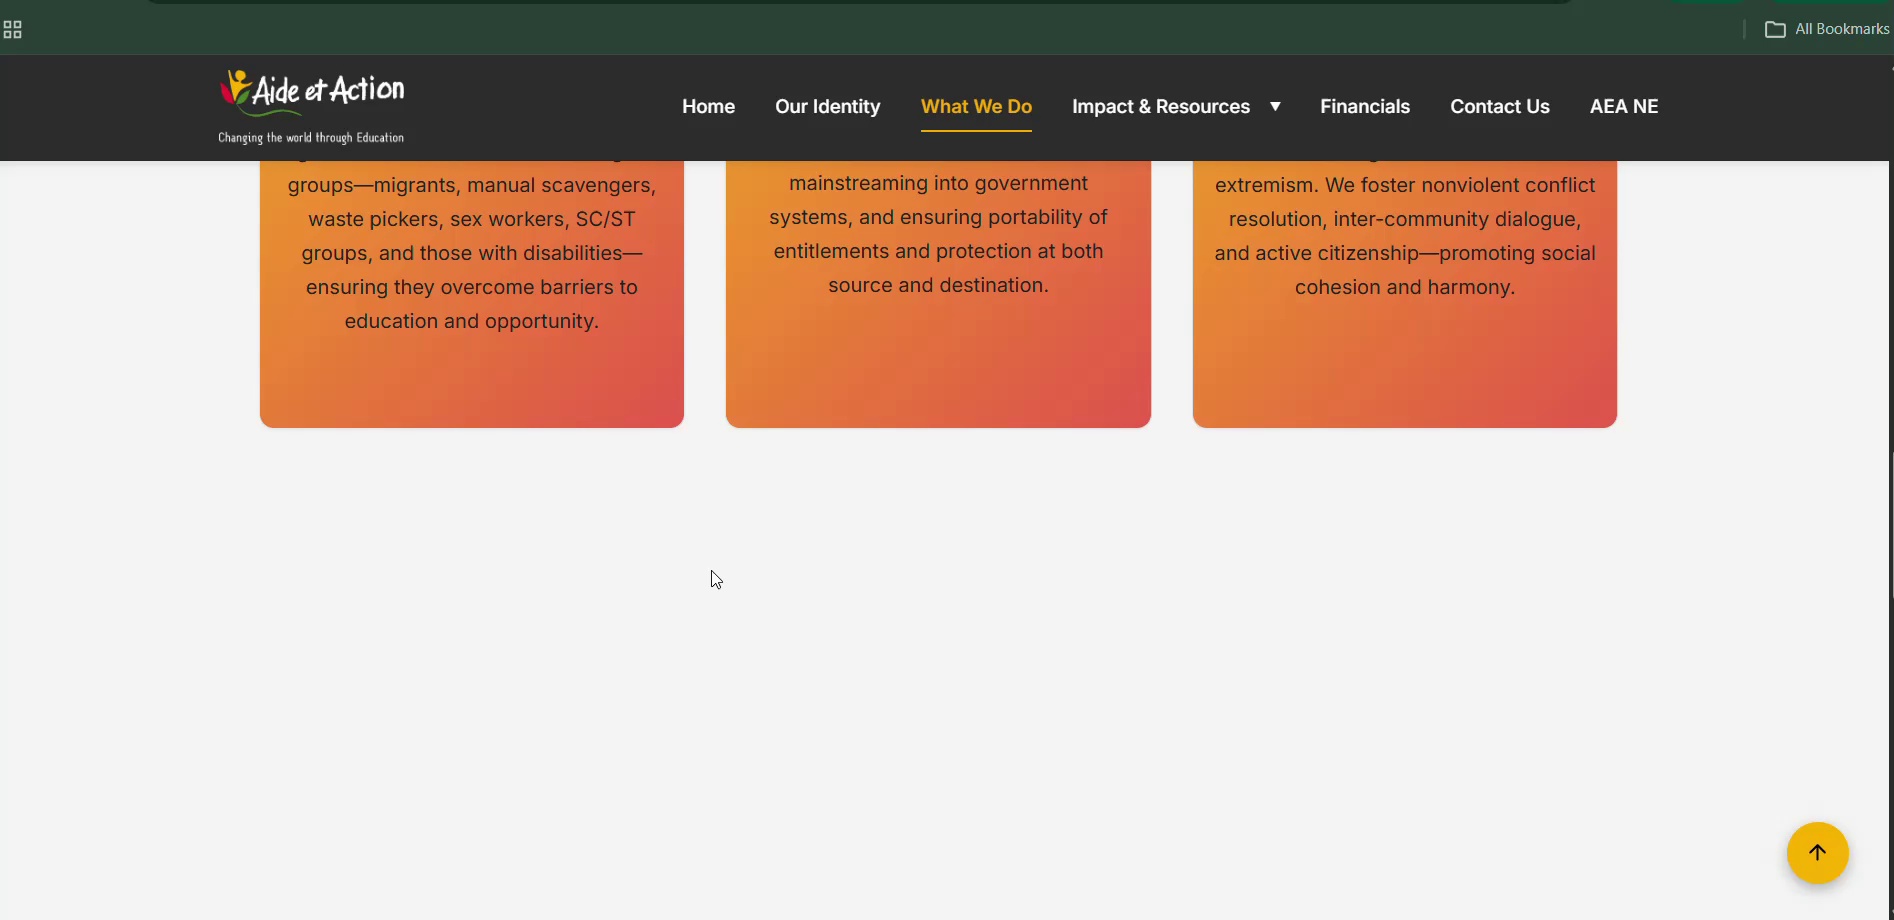 All Bookmarks
Aide et Action
Changing the world through Education
Home
Our Identity
What We Do
Impact & Resources ▼
Financials
Contact Us
AEA NE
groups—migrants, manual scavengers,
waste pickers, sex workers, SC/ST
groups, and those with disabilities—
ensuring they overcome barriers to
education and opportunity.
mainstreaming into government
systems, and ensuring portability of
entitlements and protection at both
source and destination.
extremism. We foster nonviolent conflict
resolution, inter-community dialogue,
and active citizenship—promoting social
cohesion and harmony.